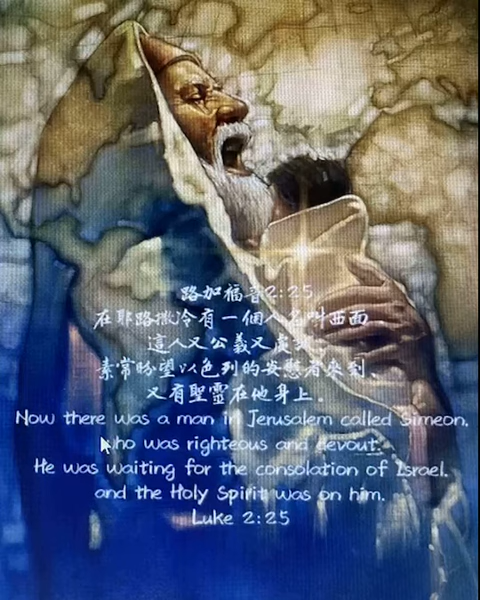 路加福音2:25
在耶路撒冷有一個人名叫西面
這人又公義又虔誠、
素常盼望以色列的安慰者來到、
又有聖靈在他身上．
Now there was a man in Jerusalem called Simeon,
who was righteous and devout.
He was waiting for the consolation of Israel,
and the Holy Spirit was on him.
Luke 2:25